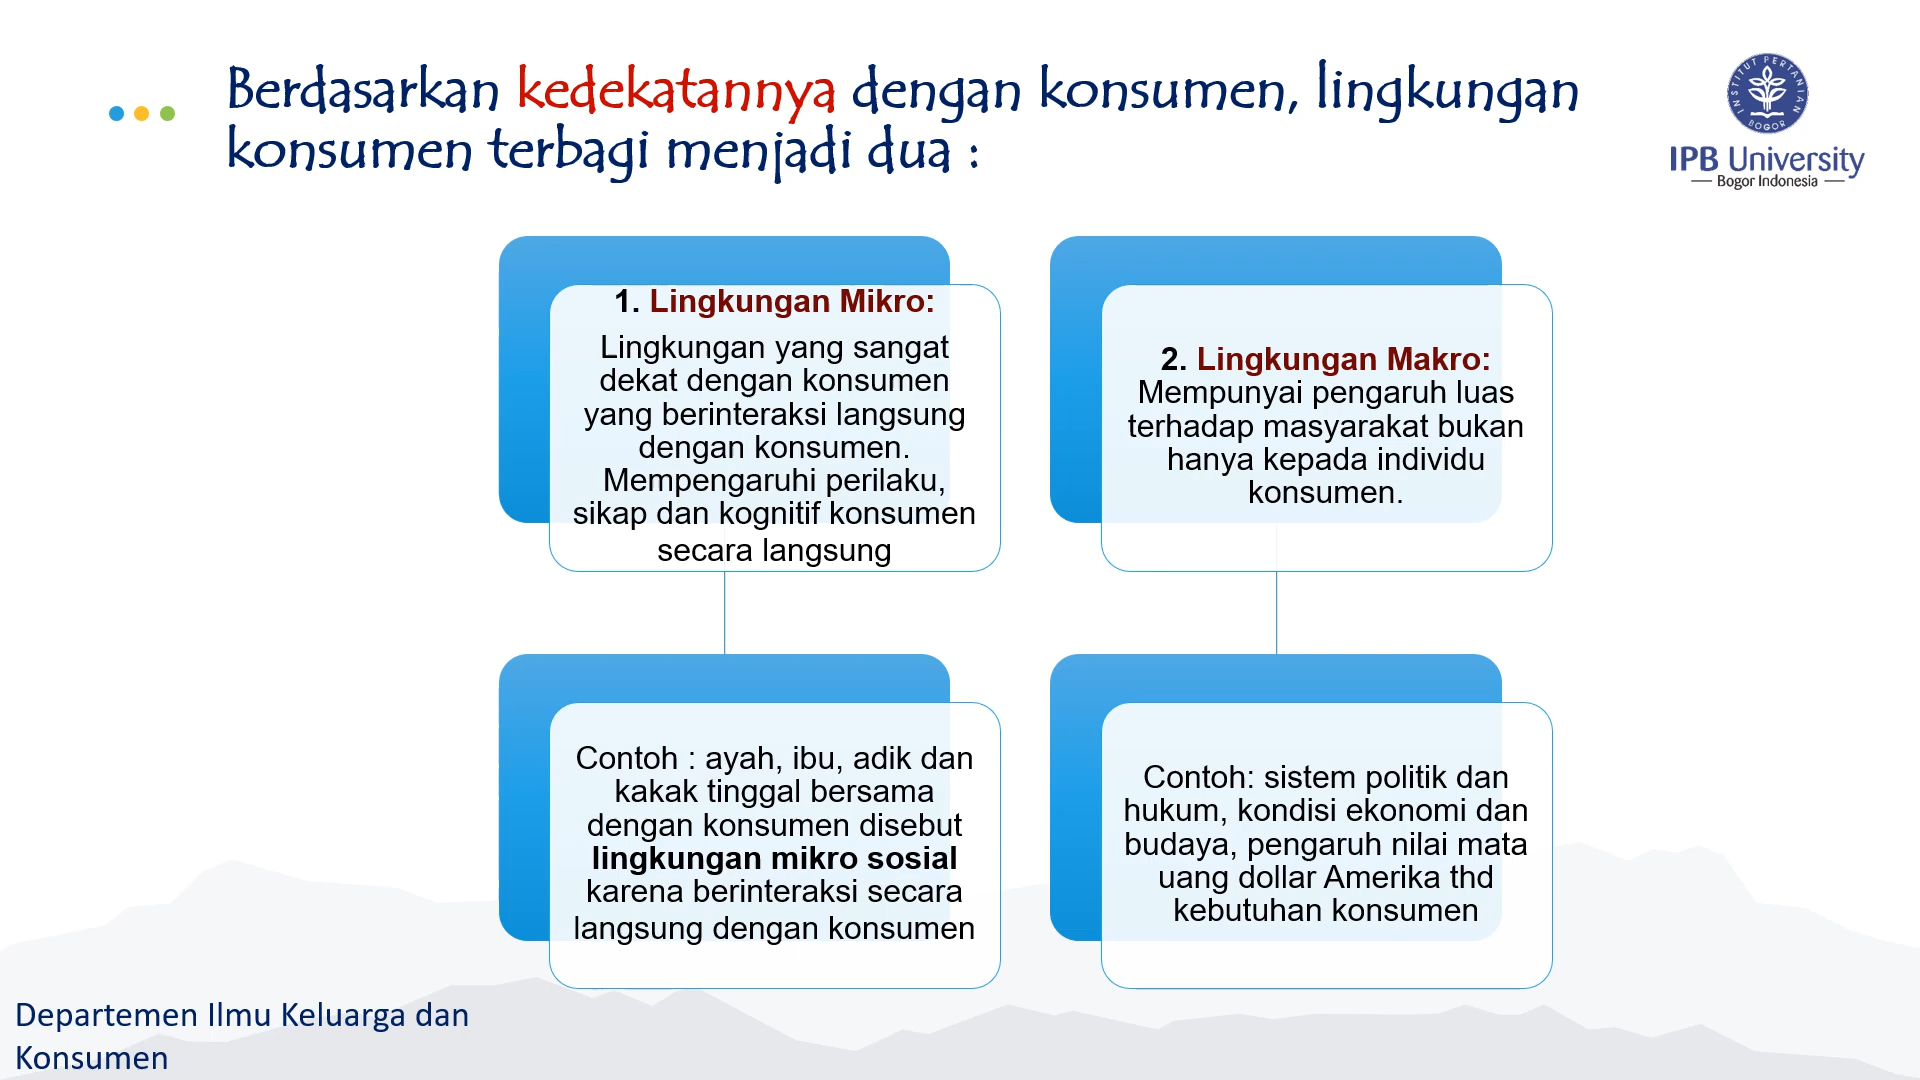 Berdasarkan kedekatannya dengan konsumen, lingkungan
konsumen terbagi menjadi dua :
INSTITUT PERTANIAN
BOGOR
IPB University
Bogor Indonesia
1. Lingkungan Mikro:
Lingkungan yang sangat
dekat dengan konsumen
yang berinteraksi langsung
dengan konsumen.
Mempengaruhi perilaku,
sikap dan kognitif konsumen
secara langsung
2. Lingkungan Makro:
Mempunyai pengaruh luas
terhadap masyarakat bukan
hanya kepada individu
konsumen.
Contoh : ayah, ibu, adik dan
kakak tinggal bersama
dengan konsumen disebut
lingkungan mikro sosial
karena berinteraksi secara
langsung dengan konsumen
Contoh: sistem politik dan
hukum, kondisi ekonomi dan
budaya, pengaruh nilai mata
uang dollar Amerika thd
kebutuhan konsumen
Departemen Ilmu Keluarga dan
Konsumen